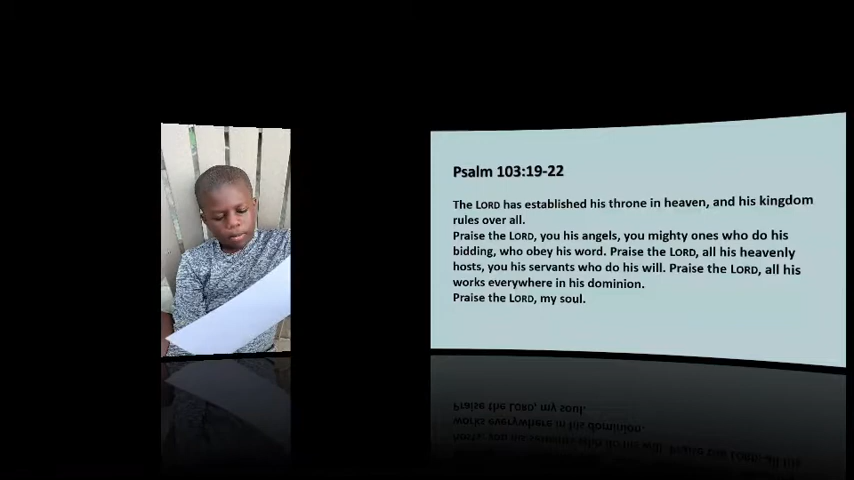 Psalm 103:19-22
The LORD has established his throne in heaven, and his kingdom
rules over all.
Praise the LORD, you his angels, you mighty ones who do his
bidding, who obey his word. Praise the LORD, all his heavenly
hosts, you his servants who do his will. Praise the LORD, all his
works everywhere in his dominion.
Praise the LORD, my soul.